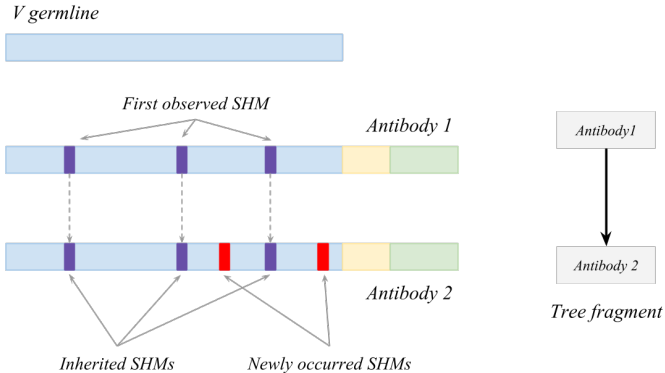 V germline
First observed SHM
Antibody 1
Antibody1
Antibody 2
Antibody 2
Tree fragment
Inherited SHMs
Newly occurred SHMs